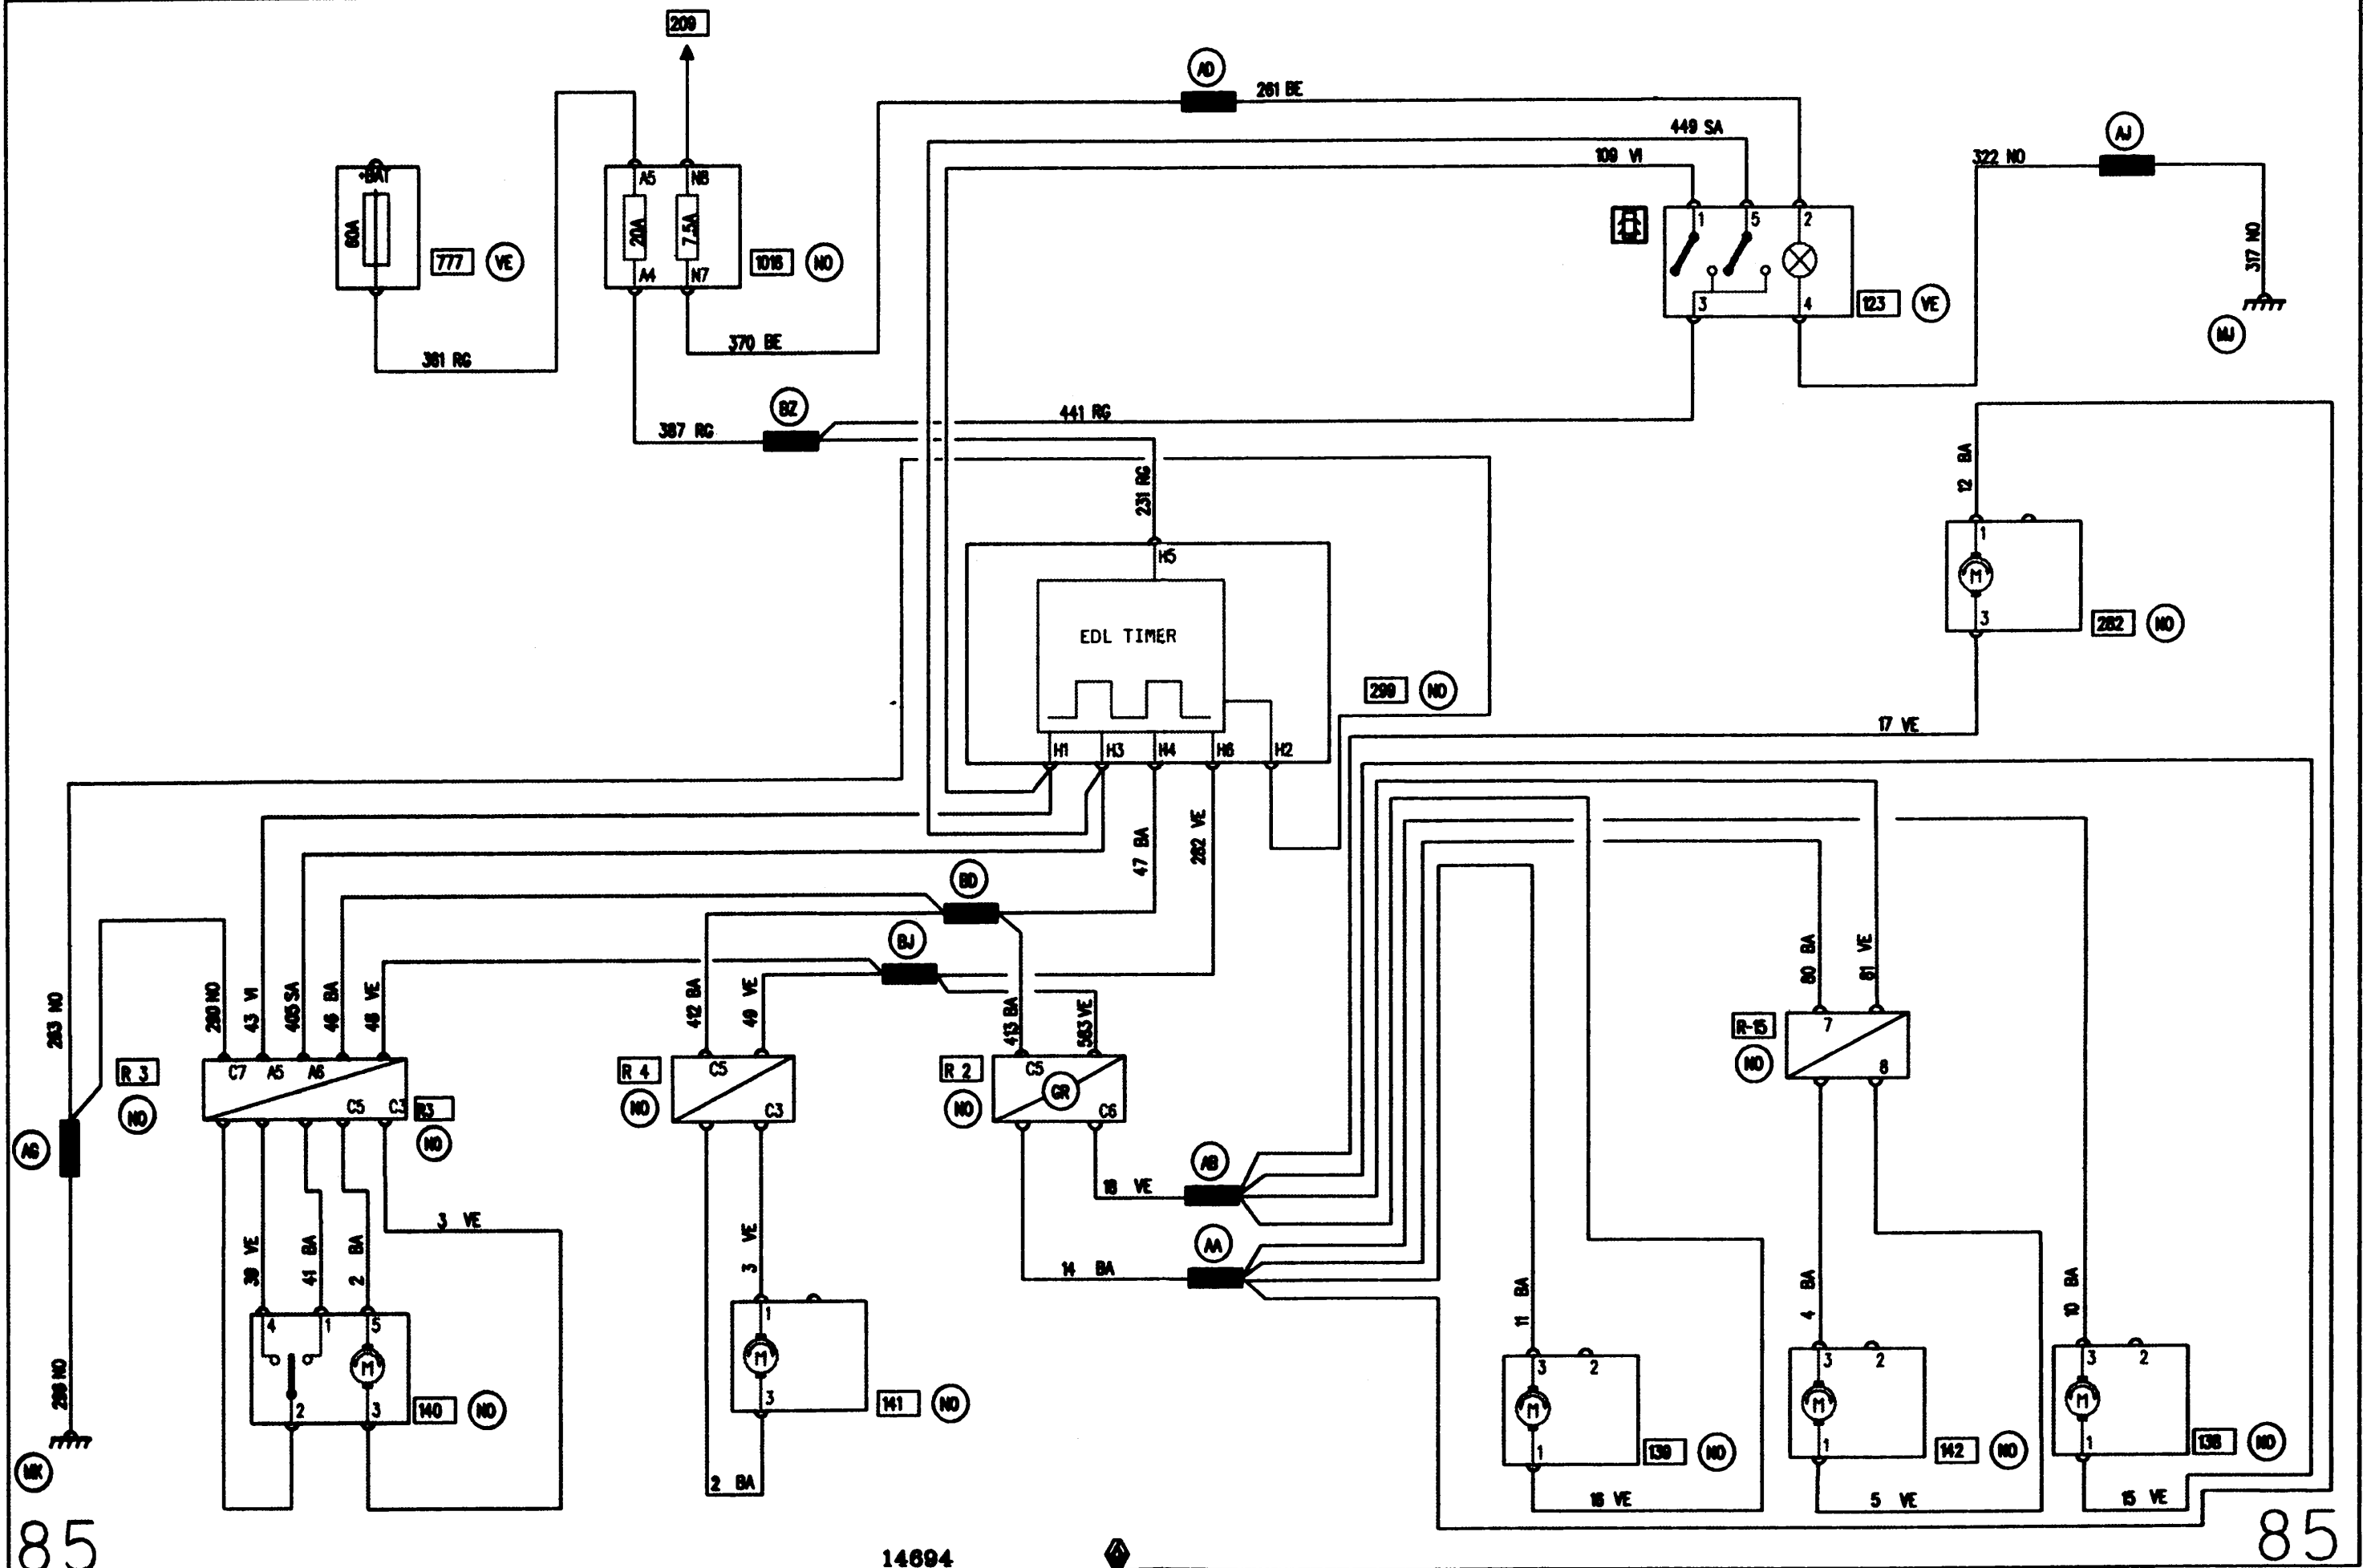 209
AD
261 BE
449 SA
109 VI
AJ
322 NO
317 NO
MJ
+BAT
60A
777
VE
A5
N8
20A
7.5A
A4
N7
1016
NO
1
5
2
3
4
123
VE
381 RG
370 BE
BZ
387 RG
441 RG
231 RG
12 BA
H5
EDL TIMER
H1
H3
H4
H6
H2
299
NO
1
M
3
282
NO
17 VE
47 BA
282 VE
BD
BJ
263 NO
290 NO
43 VI
405 SA
46 BA
48 VE
412 BA
49 VE
413 BA
563 VE
80 BA
81 VE
R 3
NO
C7
A5
A6
C5
C3
R3
NO
R 4
NO
C5
C3
R 2
NO
C5
GR
C6
R-15
NO
7
8
AG
AB
18 VE
AA
14 BA
39 VE
41 BA
2 BA
3 VE
3 VE
11 BA
4 BA
10 BA
4
1
5
M
2
3
140
NO
1
M
3
141
NO
3
2
M
1
139
NO
3
2
M
1
142
NO
3
2
M
1
138
NO
MK
2 BA
16 VE
5 VE
15 VE
85
14694
85